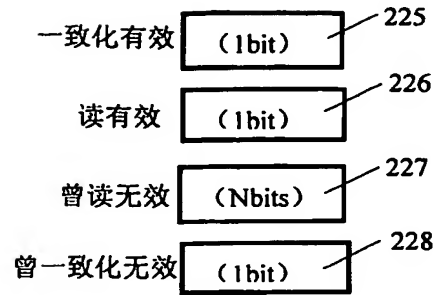 225
一致化有效 (1bit)
226
读有效 (1bit)
227
曾读无效 (Nbits)
228
曾一致化无效 (1bit)